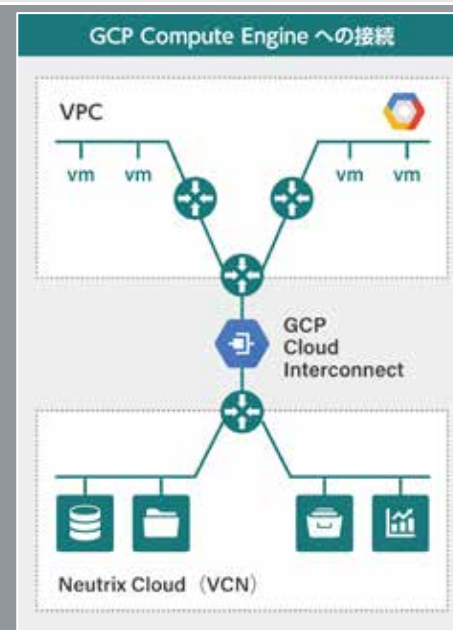 GCP Compute Engine への接続
VPC
vm vm vm vm
GCP
Cloud
Interconnect
Neutrix Cloud（VCN）